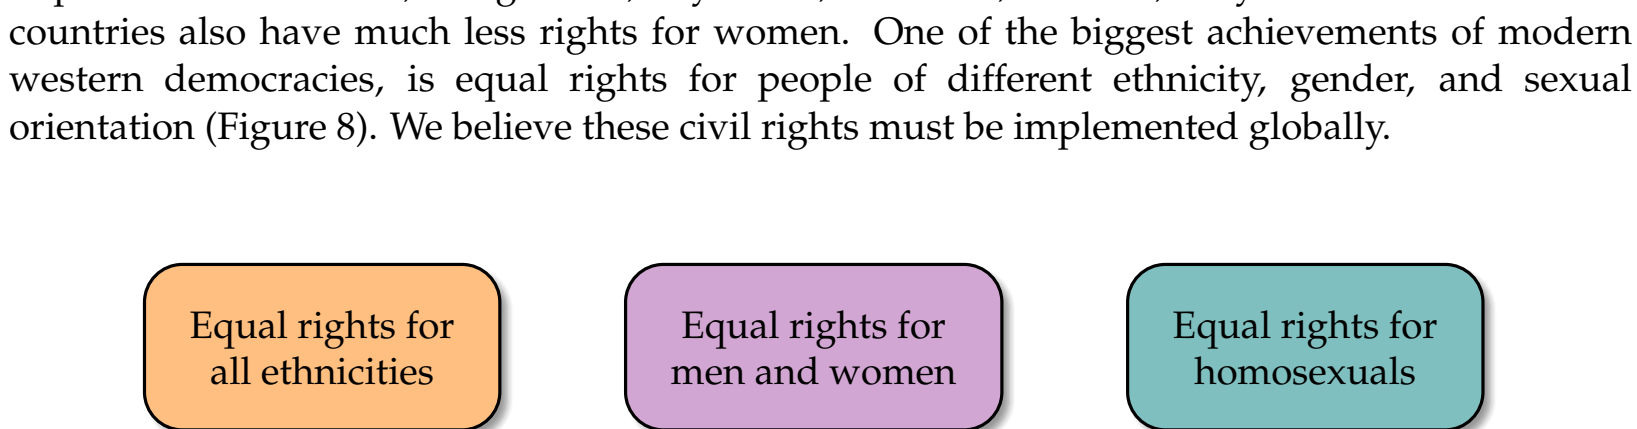 countries also have much less rights for women. One of the biggest achievements of modern
western democracies, is equal rights for people of different ethnicity, gender, and sexual
orientation (Figure 8). We believe these civil rights must be implemented globally.
Equal rights for
all ethnicities
Equal rights for
men and women
Equal rights for
homosexuals